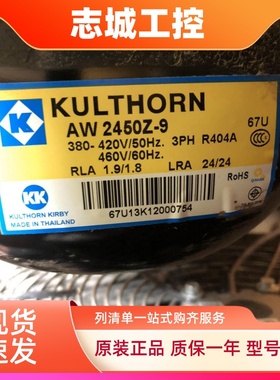 志城工控
KULTHORN
AW 2450Z-9
67U
380- 420V/50Hz. 3PH R404A
460V/60Hz.
CCC
RLA 1.9/1.8 LRA 24/24
RoHS
KK
KULTHORN KIRBY
MADE IN THAILAND
67U13K12000754
现货
速发
列清单一站式购齐服务
原装正品 质保一年 型号